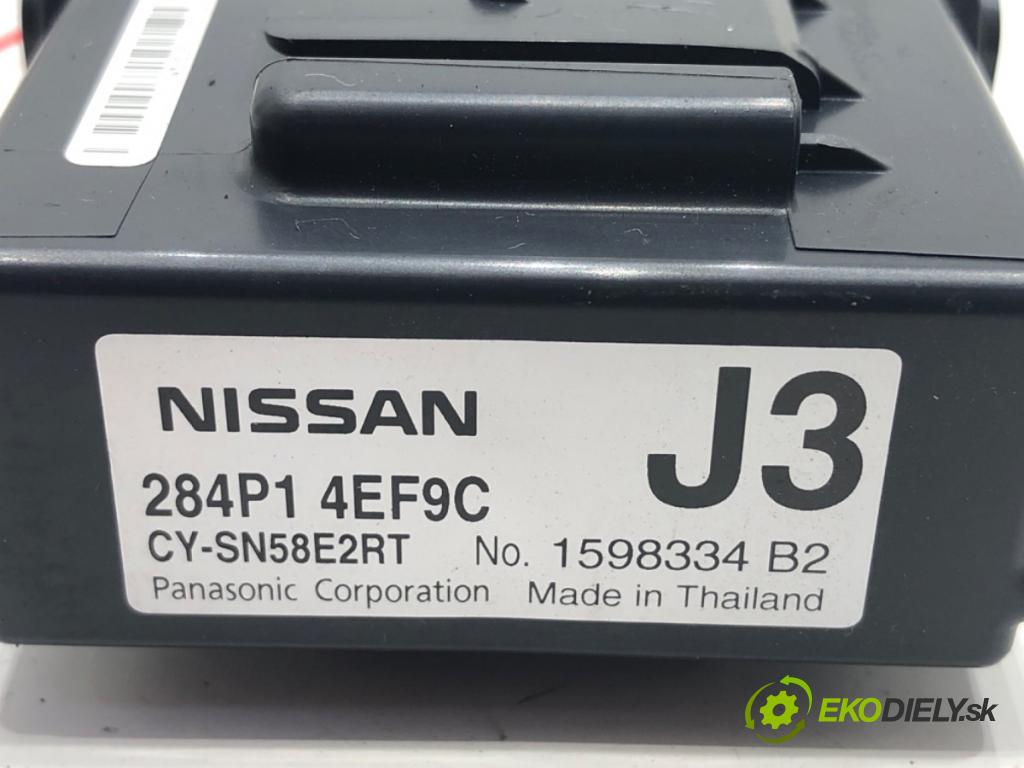 NISSAN
J3
284P1 4EF9C
CY-SN58E2RT No. 1598334 B2
Panasonic Corporation Made in Thailand
EKODIELY.sk